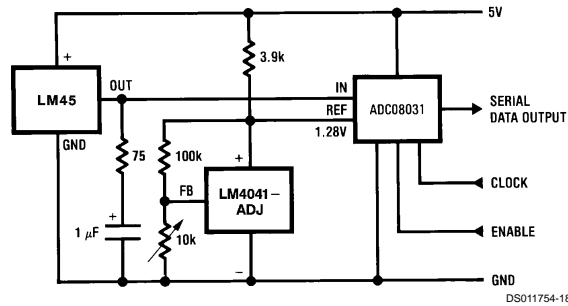 5V
+
3.9k
LM45
OUT
IN
ADC08031
SERIAL
DATA OUTPUT
REF
1.28V
GND
75
100k
+
LM4041–
ADJ
FB
CLOCK
+
1 μF
10k
ENABLE
–
GND
DS011754-18